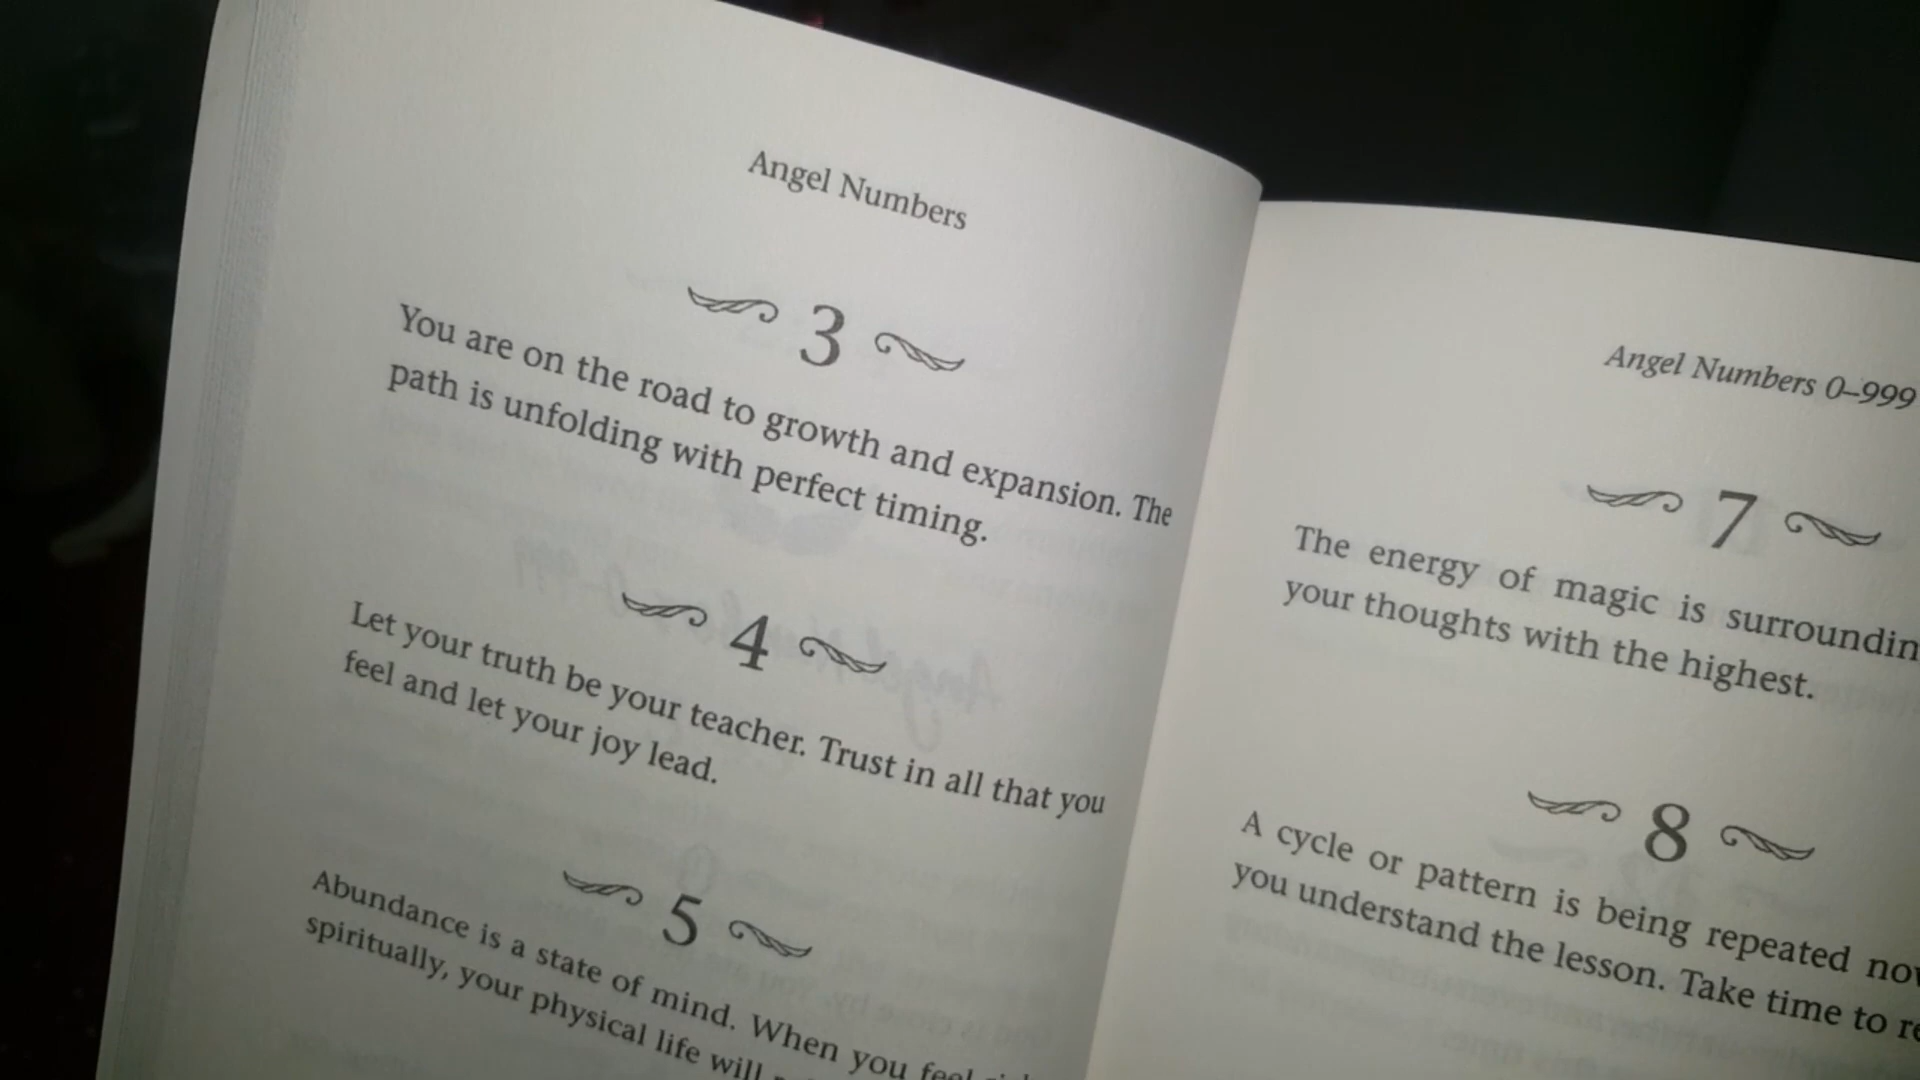 Angel Numbers
3
You are on the road to growth and expansion. The
path is unfolding with perfect timing.
4
Let your truth be your teacher. Trust in all that you
feel and let your joy lead.
5
Abundance is a state of mind. When you feel
spiritually, your physical life will
Angel Numbers 0–999
7
The energy of magic is
your thoughts with the highest.
8
A cycle or pattern is being repeated
you understand the lesson. Take time to